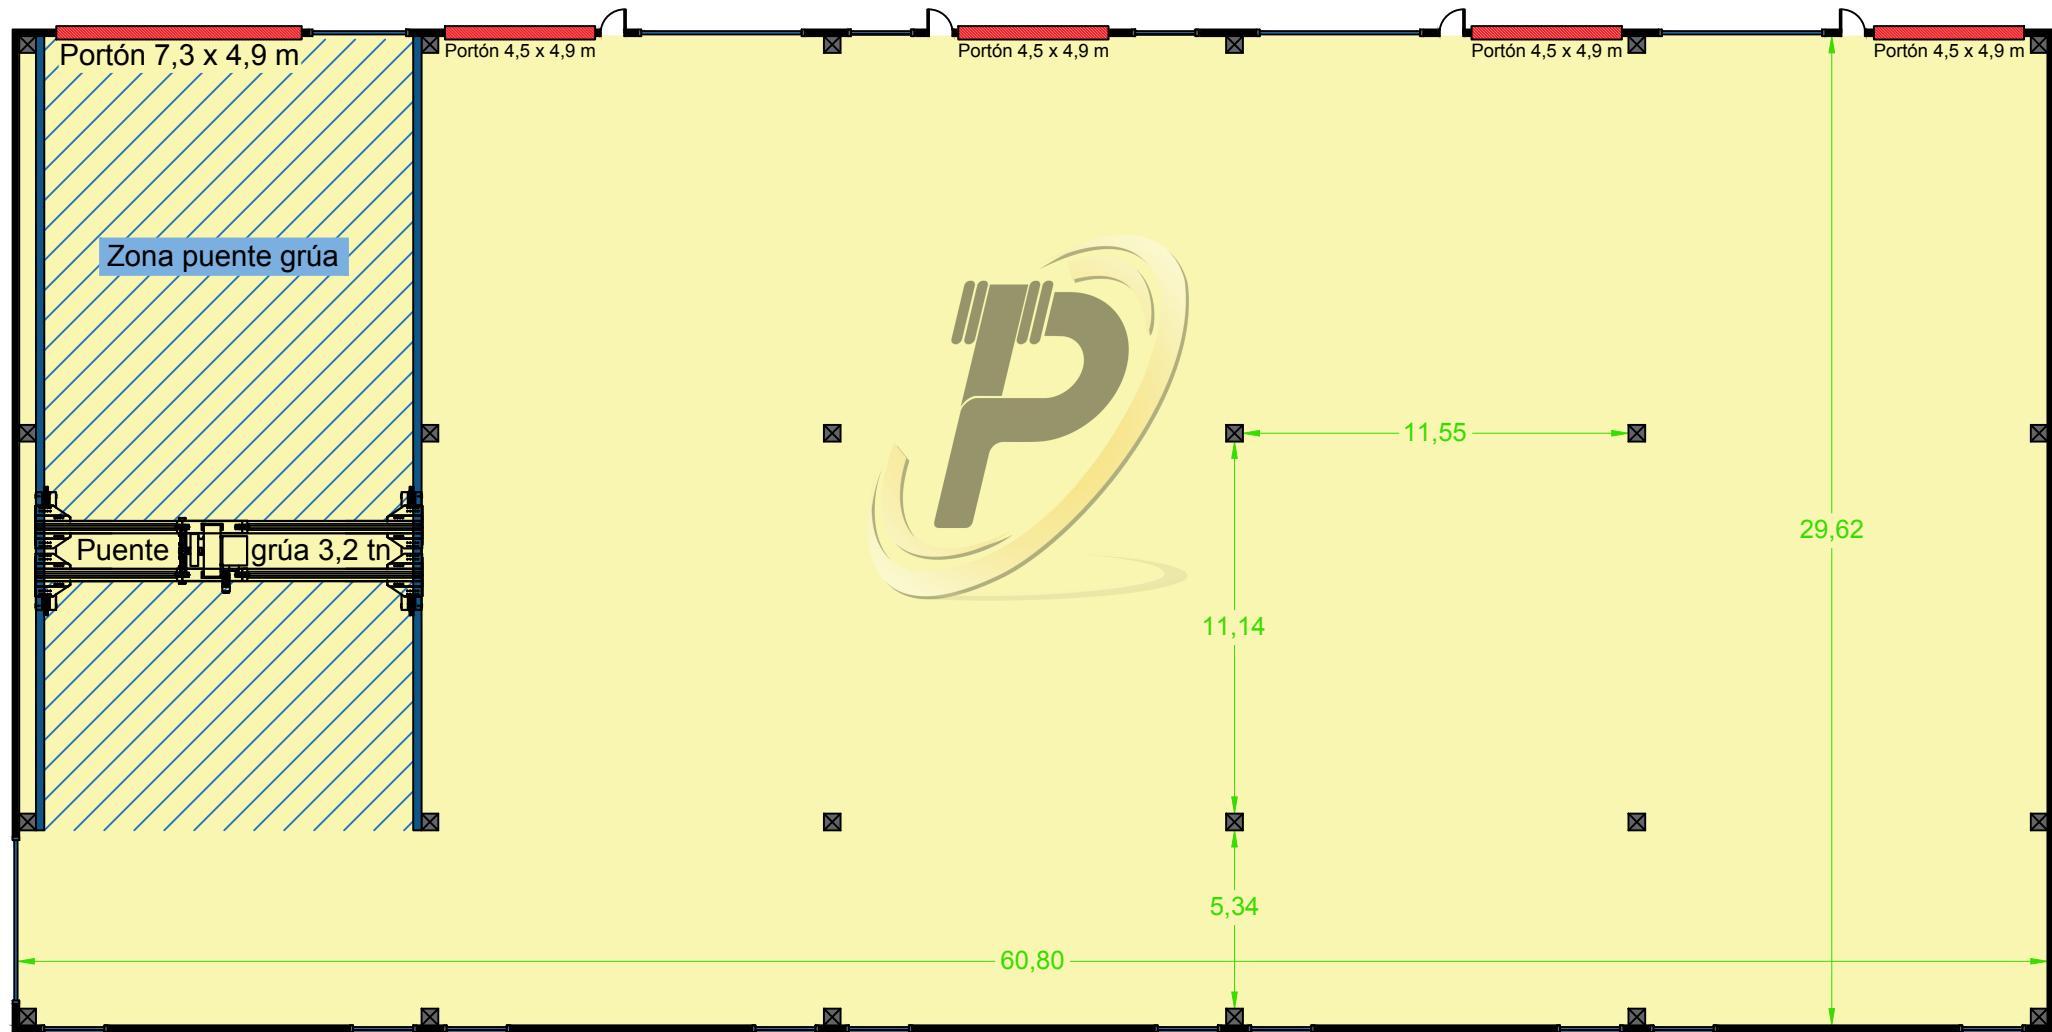 Portón 7,3 x 4,9 m
Portón 4,5 x 4,9 m
Portón 4,5 x 4,9 m
Portón 4,5 x 4,9 m
Portón 4,5 x 4,9 m
Zona puente grúa
11,55
29,62
Puente grúa 3,2 tn
11,14
5,34
60,80